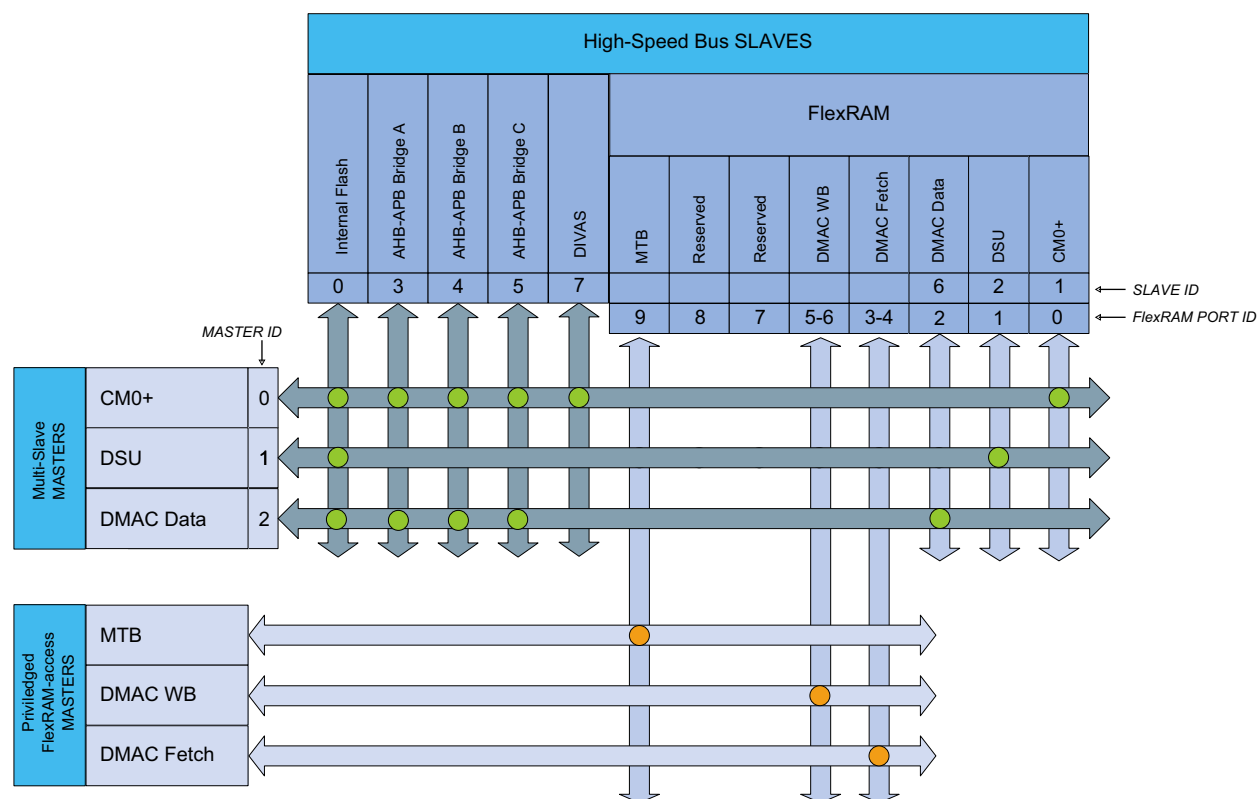 High-Speed Bus SLAVES
FlexRAM
Internal Flash
AHB-APB Bridge A
AHB-APB Bridge B
AHB-APB Bridge C
DIVAS
MTB
Reserved
Reserved
DMAC WB
DMAC Fetch
DMAC Data
DSU
CM0+
0 3 4 5 7 6 2 1 SLAVE ID
9 8 7 5-6 3-4 2 1 0 FlexRAM PORT ID
MASTER ID
Multi-Slave
MASTERS
CM0+ 0
DSU 1
DMAC Data 2
Priviledged
FlexRAM-access
MASTERS
MTB
DMAC WB
DMAC Fetch